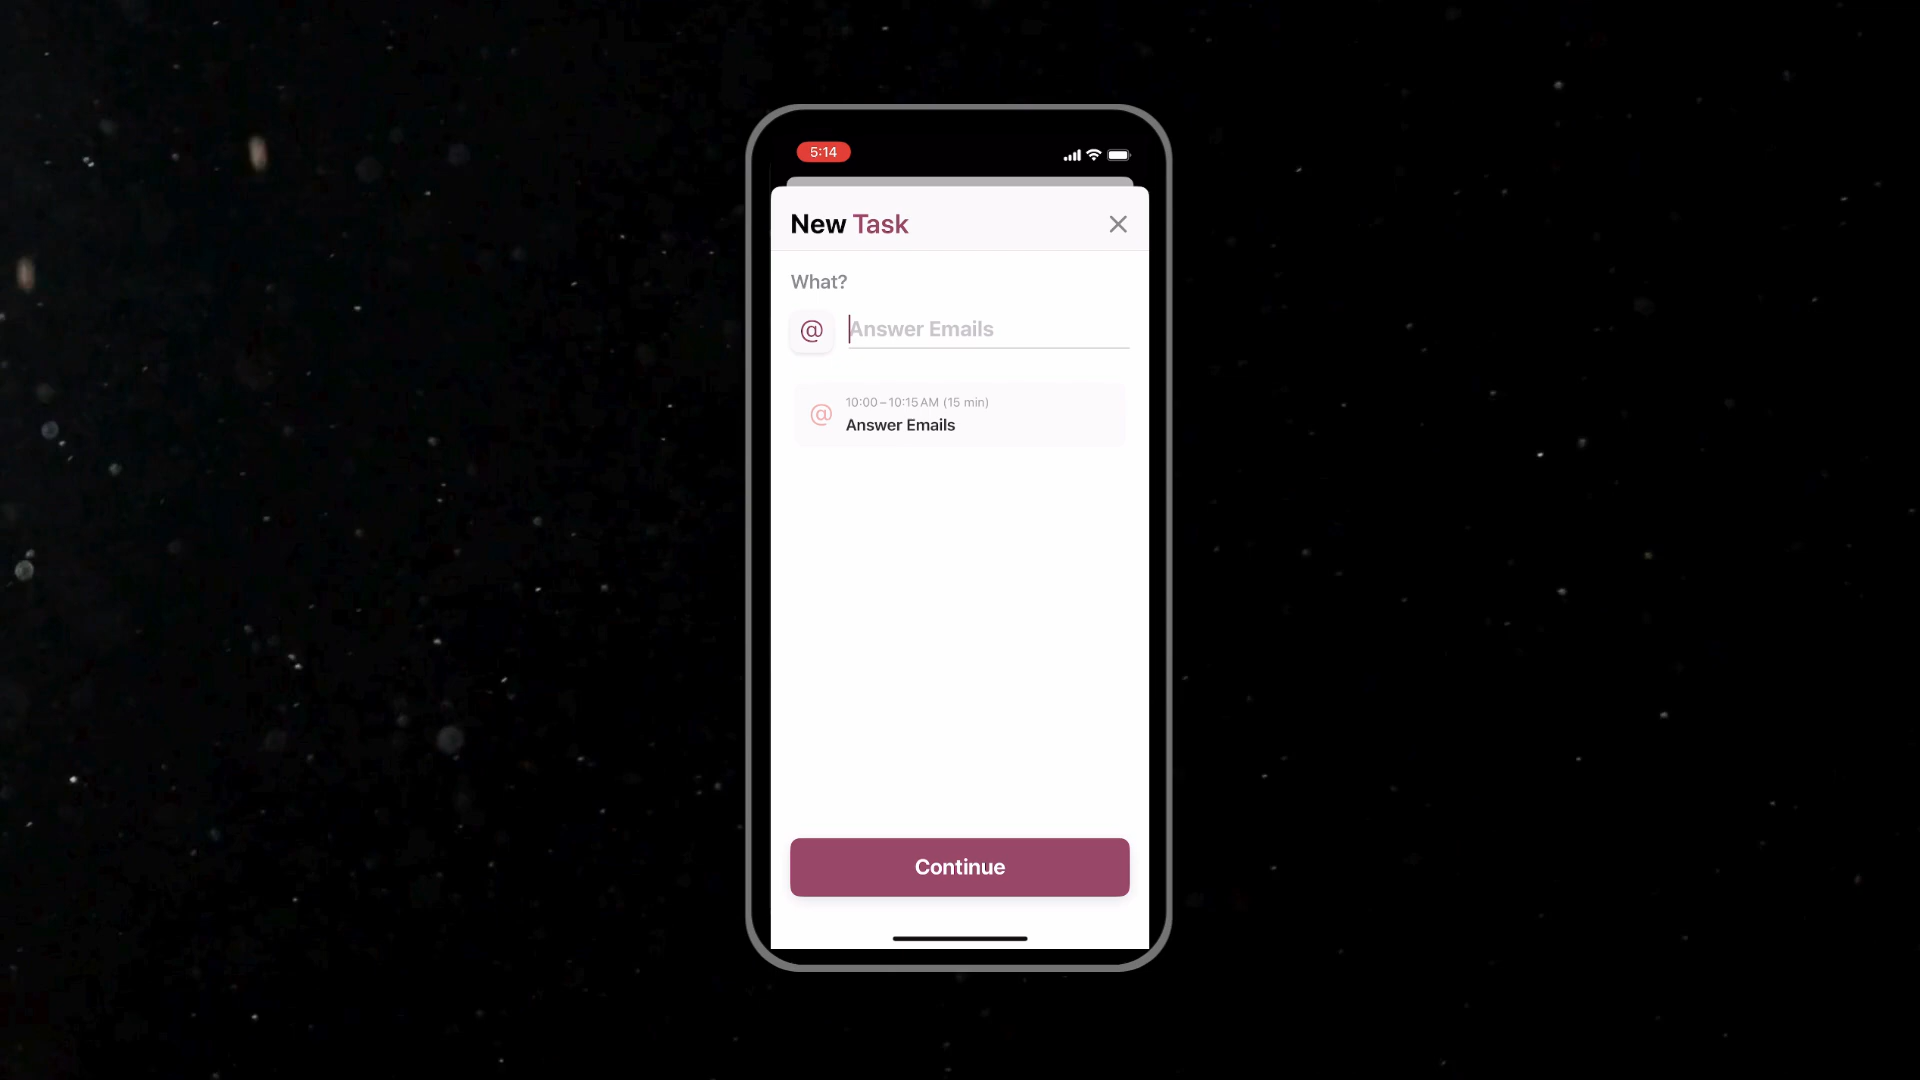 5:14
New Task
What?
@ Answer Emails
10:00–10:15 AM (15 min)
@ Answer Emails
Continue